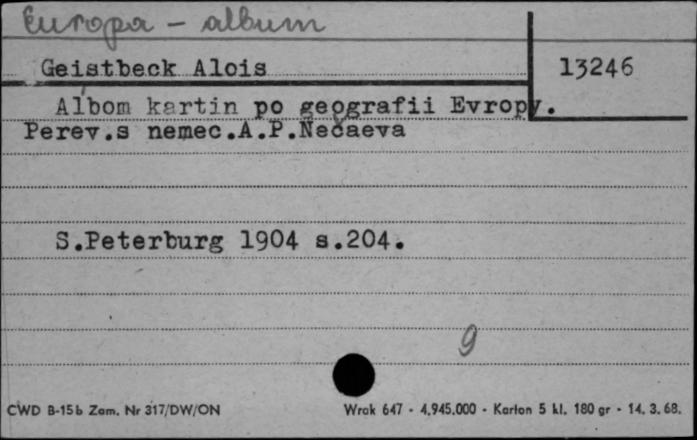 Europa - album
Geistbeck Alois 13246
Albom kartin po geografii Evropy.
Perev.s nemec.A.P.Nečaeva
S.Peterburg 1904 s.204.
9
CWD B-15b Zam. Nr 317/DW/ON Wrak 647 - 4,945.000 - Karton 5 kl. 180 gr - 14. 3. 68.